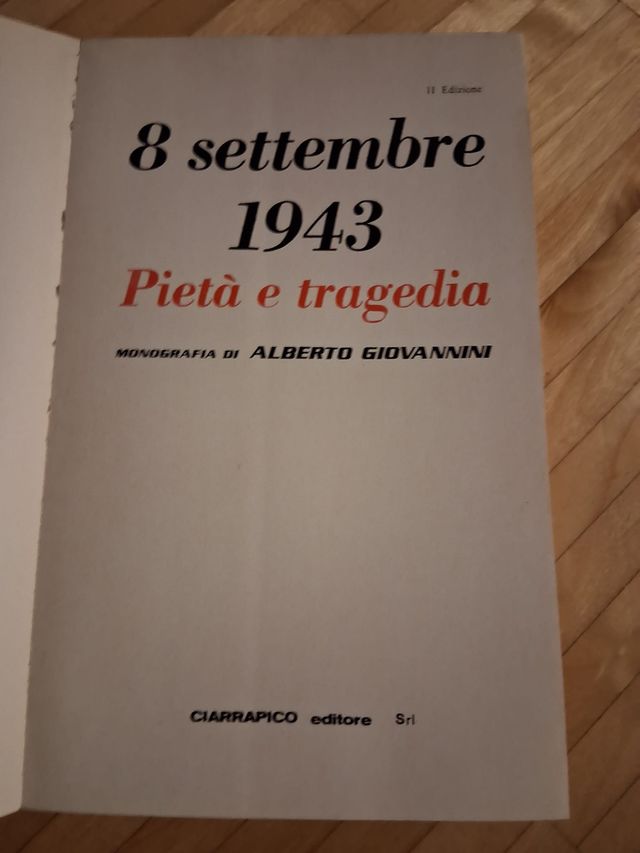 II Edizione
8 settembre
1943
Pietà e tragedia
MONOGRAFIA DI ALBERTO GIOVANNINI
CIARRAPICO editore Srl